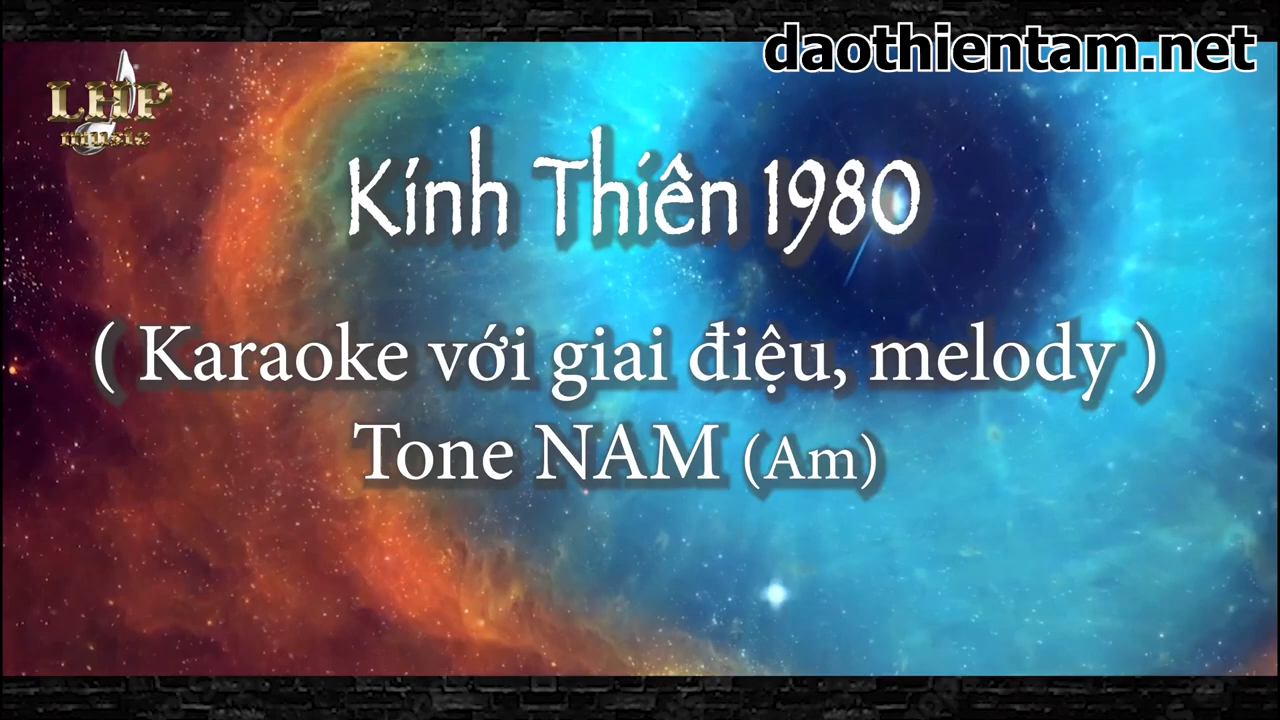 daothientam.net
LHP
music
Kính Thiên 1980
( Karaoke với giai điệu, melody )
Tone NAM (Am)